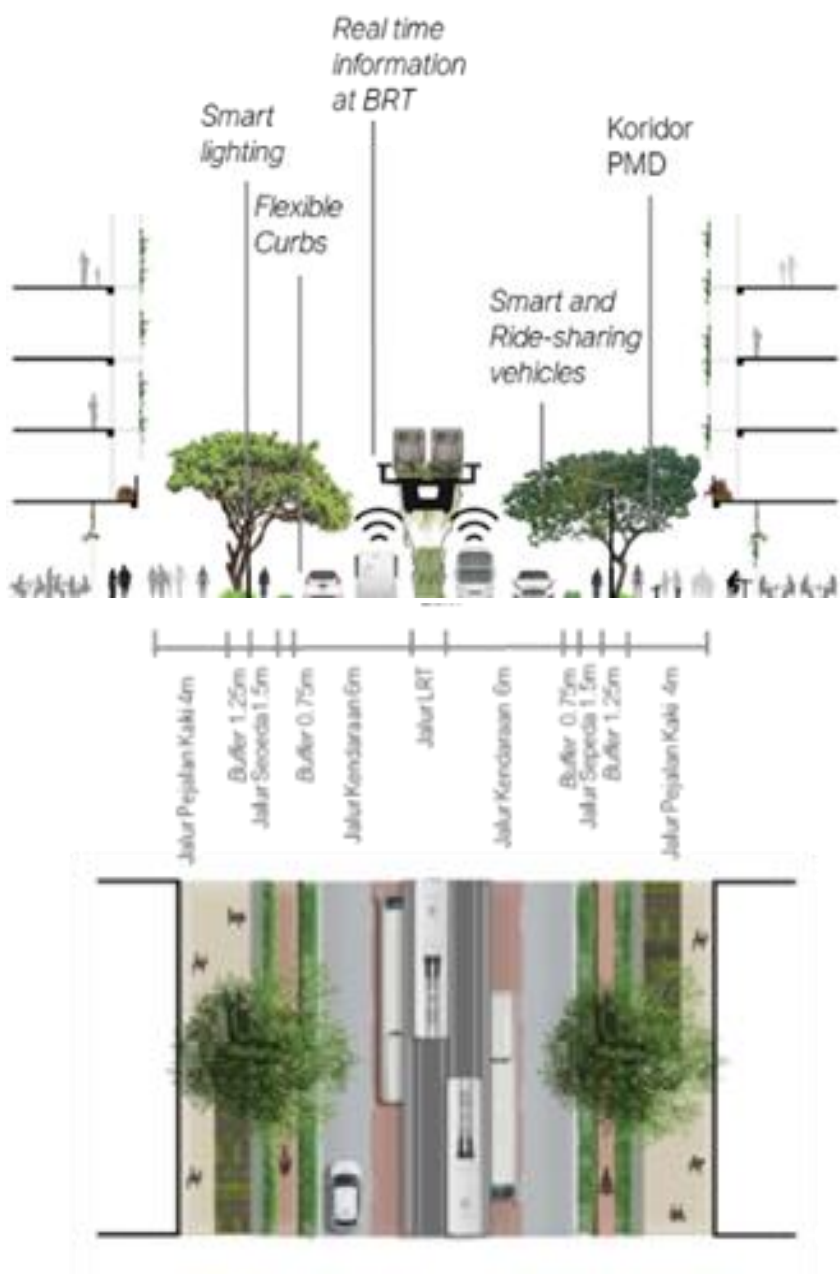 Real time
information
at BRT
Smart
lighting
Koridor
PMD
Flexible
Curbs
Smart and
Ride-sharing
vehicles
Jalur Pejalan Kaki 4m
Buffer 1.25m
Jalur Sepeda 1.5m
Buffer 0.75m
Jalur Kendaraan 6m
Jalur LRT
Jalur Kendaraan 6m
Buffer 0.75m
Jalur Sepeda 1.5m
Buffer 1.25m
Jalur Pejalan Kaki 4m